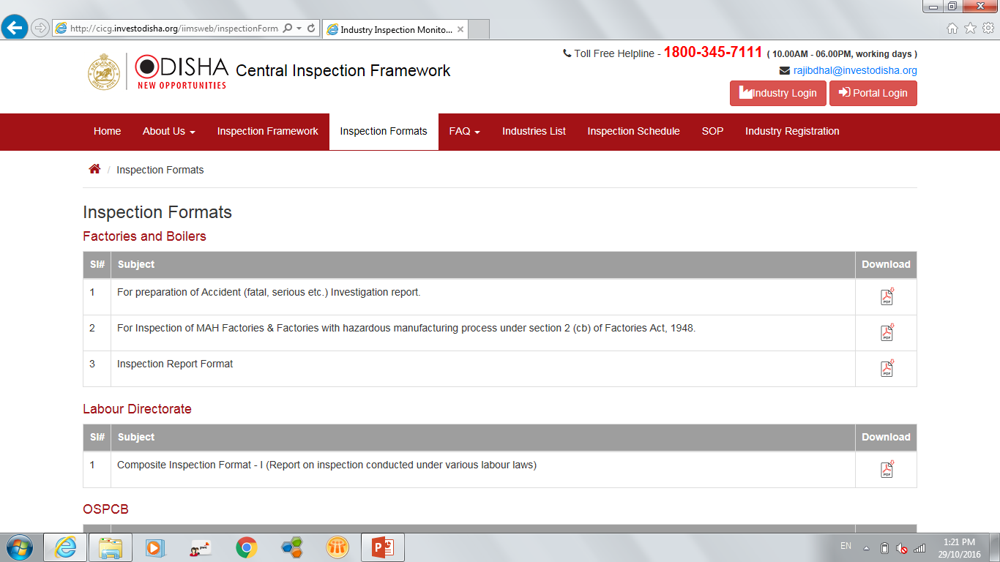 http://cicg.investodisha.org/iimsweb/inspectionForm
Industry Inspection Monito...
ODISHA
NEW OPPORTUNITIES
Central Inspection Framework
Toll Free Helpline - 1800-345-7111 ( 10.00AM - 06.00PM, working days )
rajibdhal@investodisha.org
Industry Login
Portal Login
Home
About Us
Inspection Framework
Inspection Formats
FAQ
Industries List
Inspection Schedule
SOP
Industry Registration
/ Inspection Formats
Inspection Formats
Factories and Boilers
Sl# Subject Download
1 For preparation of Accident (fatal, serious etc.) Investigation report. PDF
2 For Inspection of MAH Factories & Factories with hazardous manufacturing process under section 2 (cb) of Factories Act, 1948. PDF
3 Inspection Report Format PDF
Labour Directorate
Sl# Subject Download
1 Composite Inspection Format - I (Report on inspection conducted under various labour laws) PDF
OSPCB
pwc
EN
1:21 PM
29/10/2016